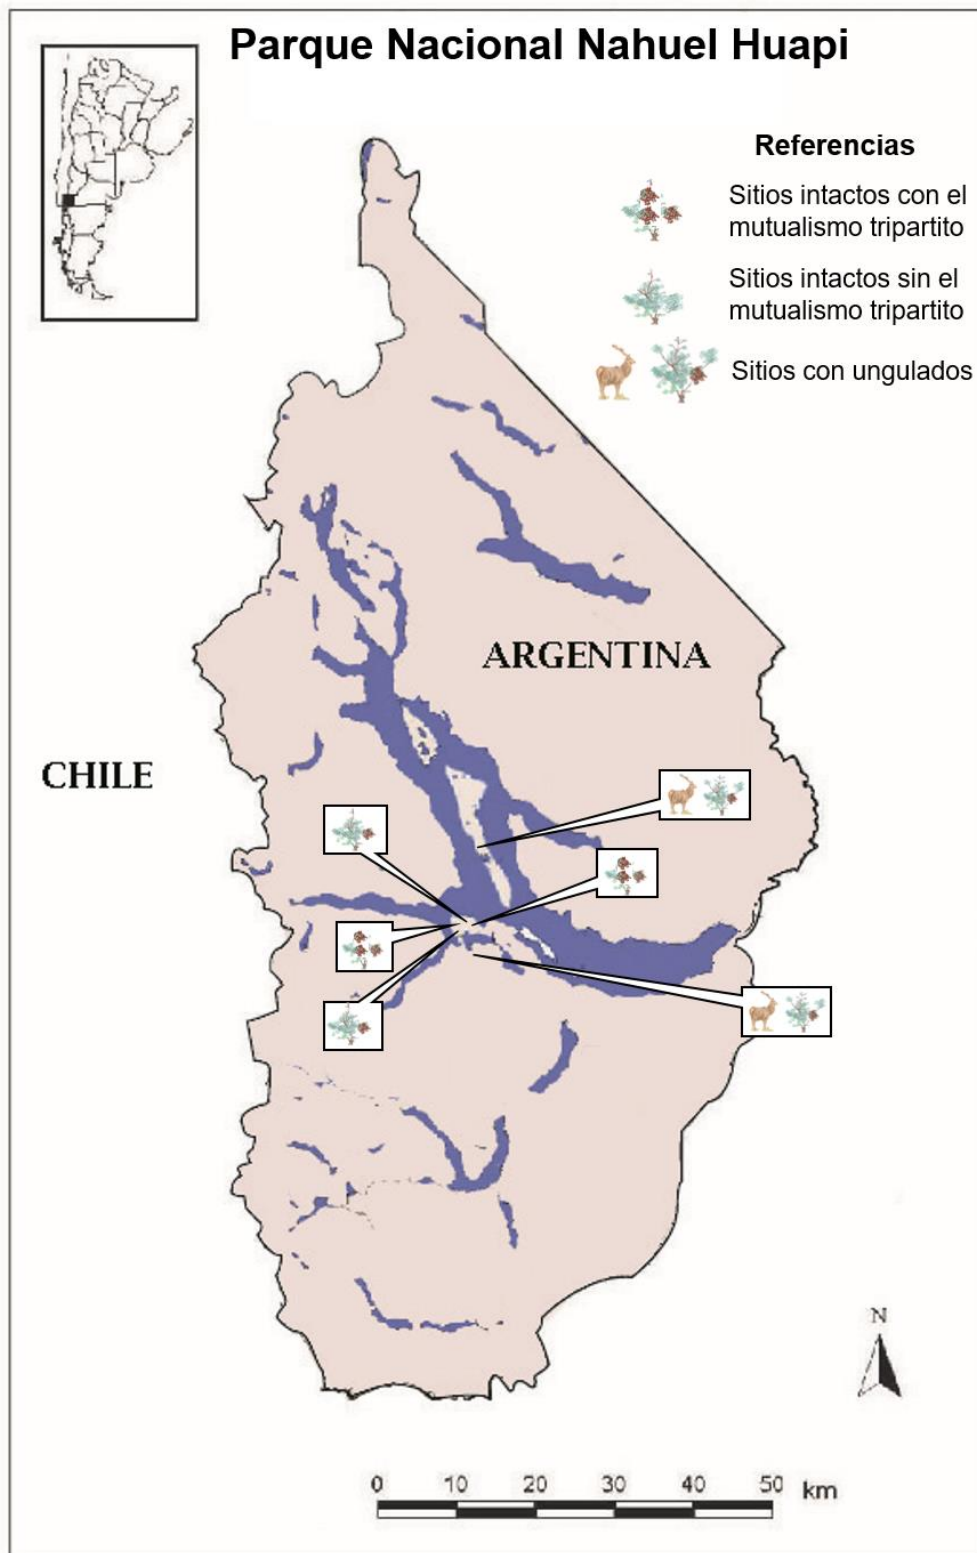 Parque Nacional Nahuel Huapi
Referencias
Sitios intactos con el
mutualismo tripartito
Sitios intactos sin el
mutualismo tripartito
Sitios con ungulados
ARGENTINA
CHILE
N
0 10 20 30 40 50 km